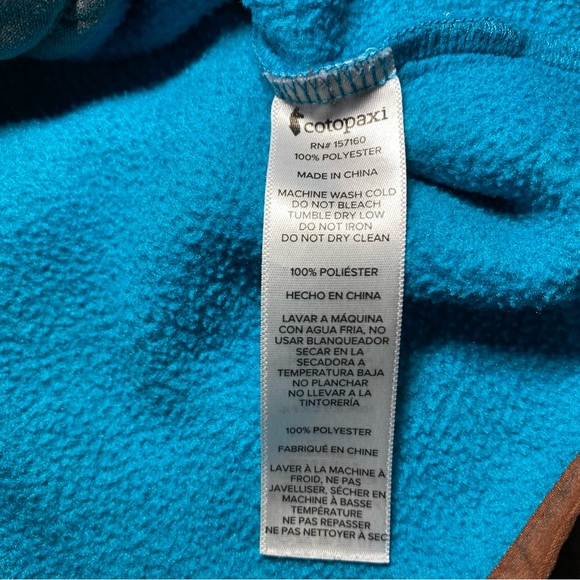 cotopaxi
RN# 157160
100% POLYESTER
MADE IN CHINA
MACHINE WASH COLD
DO NOT BLEACH
TUMBLE DRY LOW
DO NOT IRON
DO NOT DRY CLEAN
100% POLIÉSTER
HECHO EN CHINA
LAVAR A MÁQUINA
CON AGUA FRIA, NO
USAR BLANQUEADOR
SECAR EN LA
SECADORA A
TEMPERATURA BAJA
NO PLANCHAR
NO LLEVAR A LA
TINTORERÍA
100% POLYESTER
FABRIQUÉ EN CHINE
LAVER À LA MACHINE À
FROID, NE PAS
JAVELLISER, SÉCHER EN
MACHINE À BASSE
TEMPÉRATURE
NE PAS REPASSER
NE PAS NETTOYER À SEC